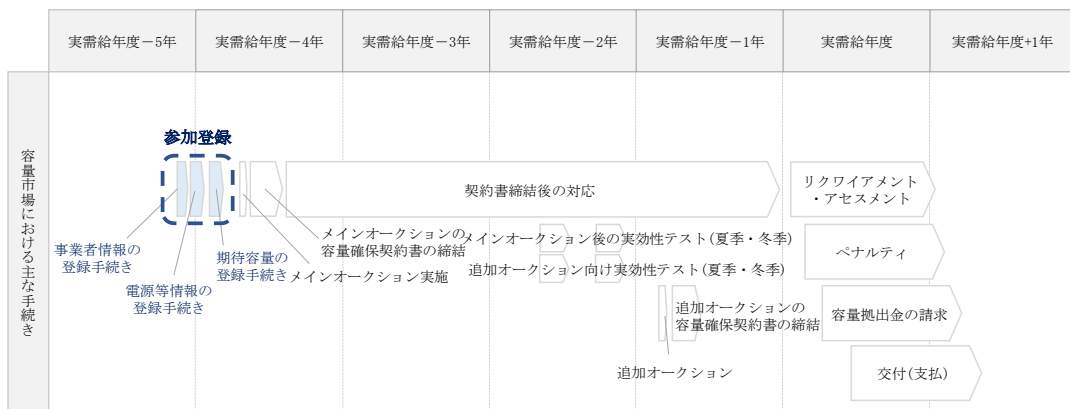 実需給年度－5年
実需給年度－4年
実需給年度－3年
実需給年度－2年
実需給年度－1年
実需給年度
実需給年度+1年
容量市場における主な手続き
参加登録
契約書締結後の対応
リクワイアメント
・アセスメント
事業者情報の
登録手続き
電源等情報の
登録手続き
期待容量の
登録手続き
メインオークションの
容量確保契約書の締結
メインオークション実施
メインオークション後の実効性テスト(夏季・冬季)
追加オークション向け実効性テスト(夏季・冬季)
ペナルティ
追加オークションの
容量確保契約書の締結
容量拠出金の請求
追加オークション
交付(支払)